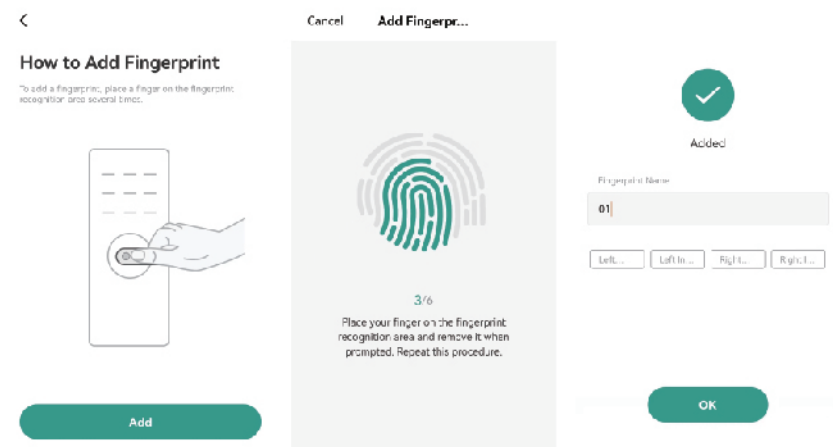 How to Add Fingerprint
To add a fingerprint, place a finger on the fingerprint
recognition area several times.
Add
Cancel
Add Fingerpr...
3/6
Place your finger on the fingerprint
recognition area and remove it when
prompted. Repeat this procedure.
Added
Fingerprint Name
01
Left... Left In... Right... Right I...
OK